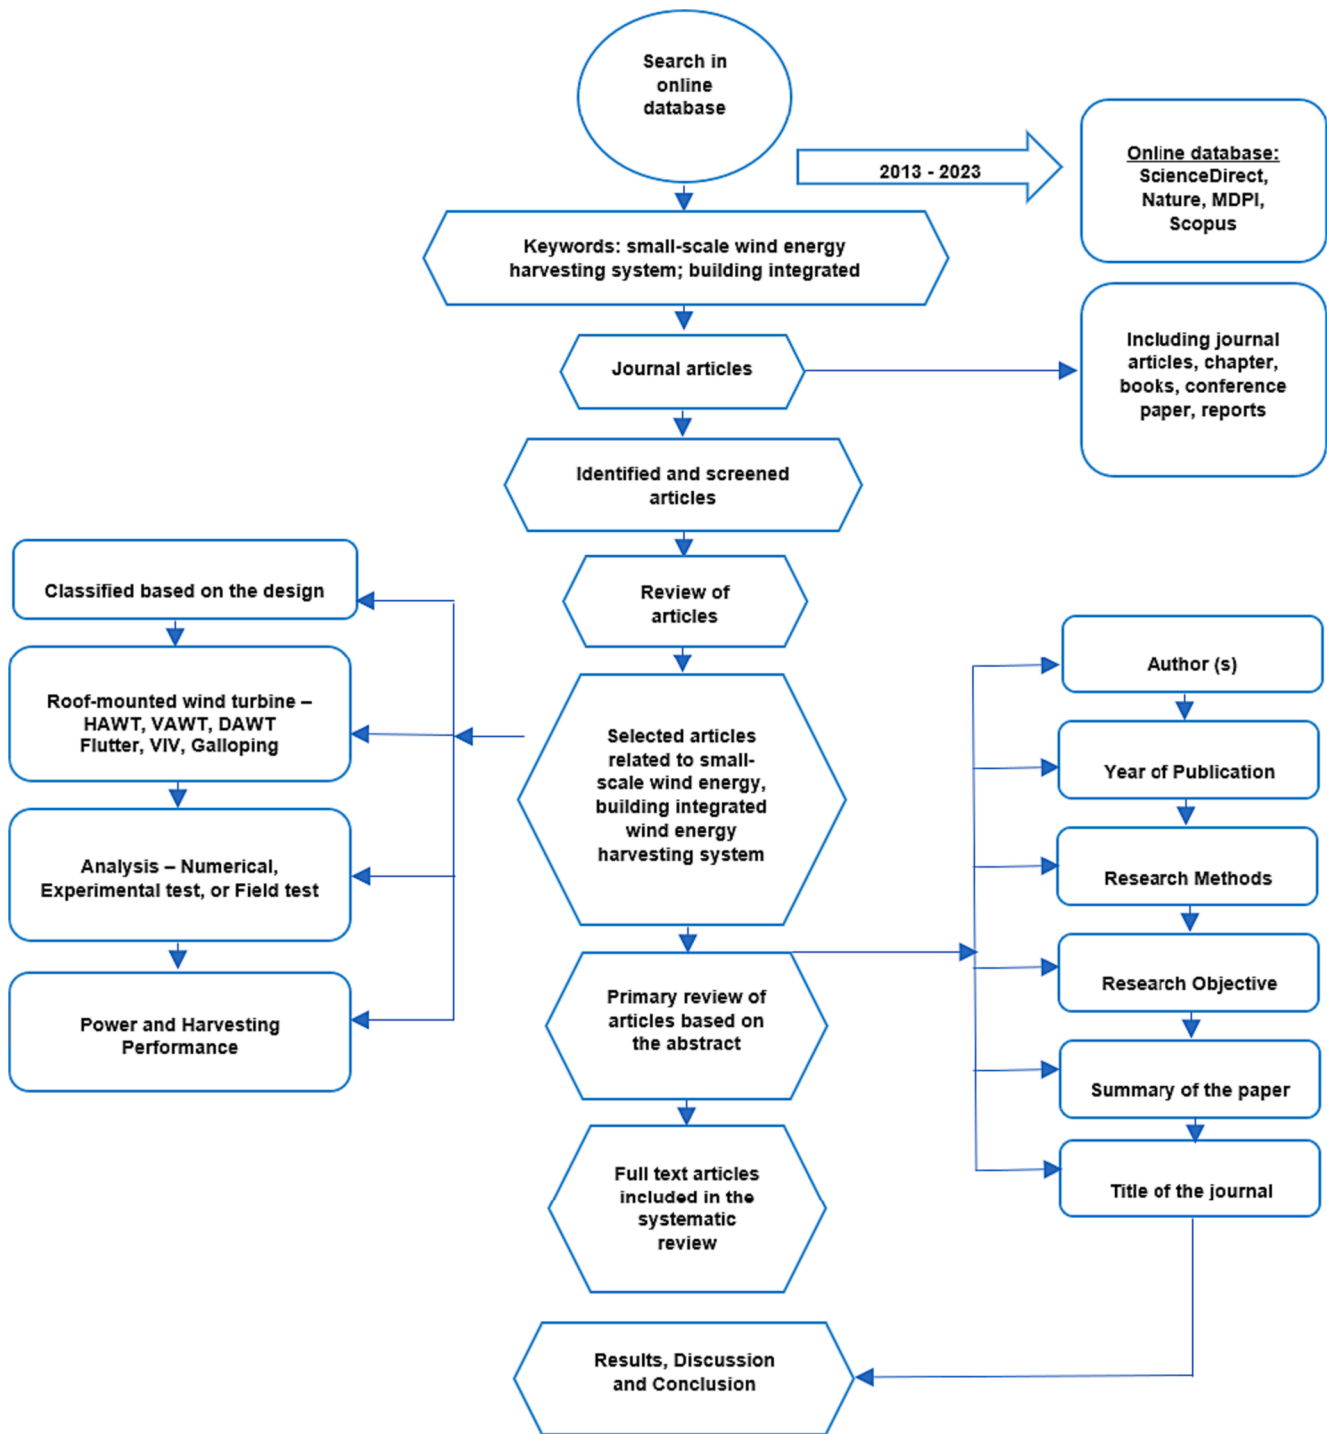 Search in
online
database
2013 - 2023
Online database:
ScienceDirect,
Nature, MDPI,
Scopus
Keywords: small-scale wind energy
harvesting system; building integrated
Journal articles
Including journal
articles, chapter,
books, conference
paper, reports
Identified and screened
articles
Review of
articles
Selected articles
related to small-
scale wind energy,
building integrated
wind energy
harvesting system
Classified based on the design
Roof-mounted wind turbine –
HAWT, VAWT, DAWT
Flutter, VIV, Galloping
Analysis – Numerical,
Experimental test, or Field test
Power and Harvesting
Performance
Primary review of
articles based on
the abstract
Author (s)
Year of Publication
Research Methods
Research Objective
Summary of the paper
Title of the journal
Full text articles
included in the
systematic
review
Results, Discussion
and Conclusion